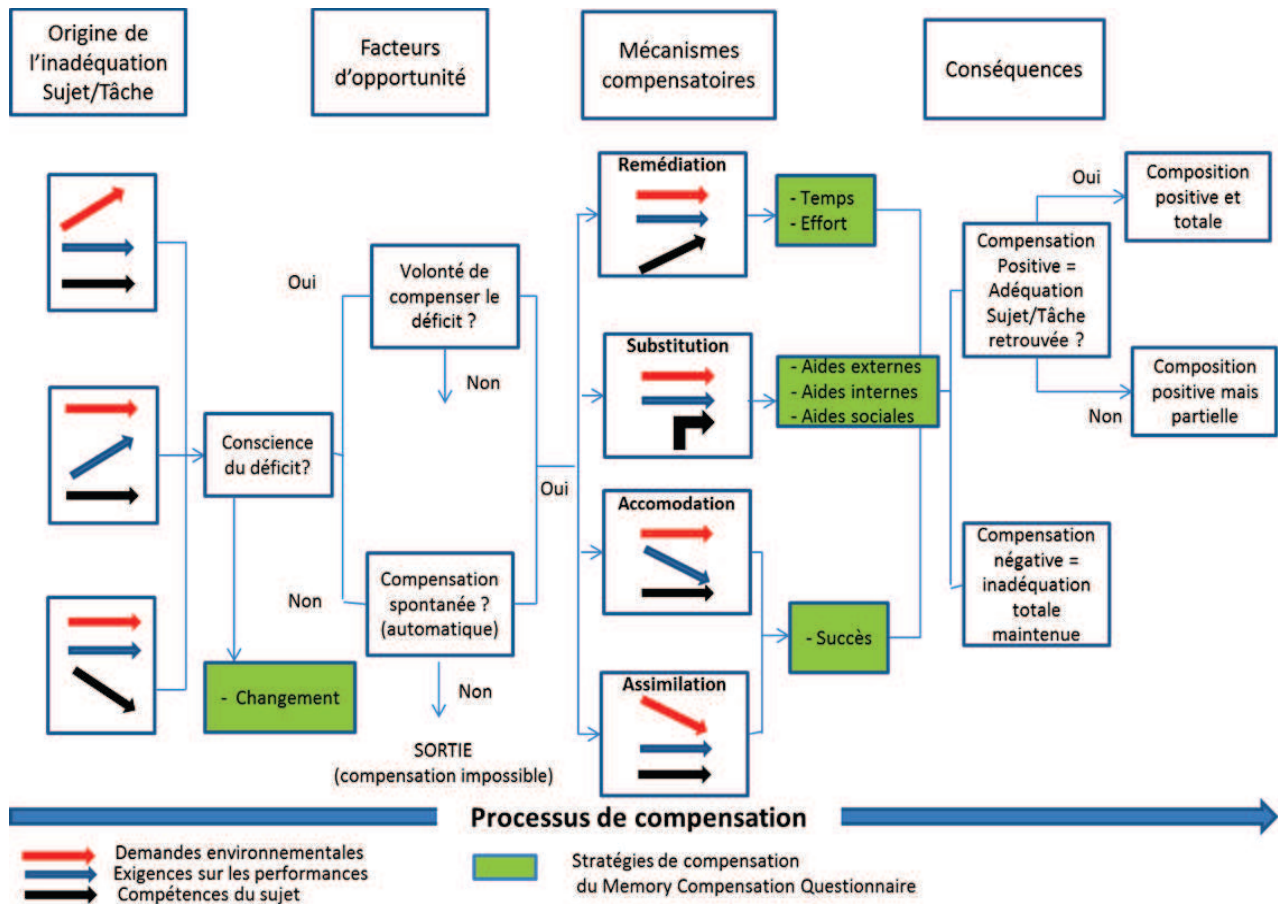 Origine de
l'inadéquation
Sujet/Tâche
Facteurs
d'opportunité
Mécanismes
compensatoires
Conséquences
Conscience
du déficit?
- Changement
Oui
Volonté de
compenser le
déficit ?
Non
Non
Compensation
spontanée ?
(automatique)
Non
SORTIE
(compensation impossible)
Oui
Remédiation
- Temps
- Effort
Substitution
- Aides externes
- Aides internes
- Aides sociales
Accomodation
- Succès
Assimilation
Compensation
Positive =
Adéquation
Sujet/Tâche
retrouvée ?
Oui
Composition
positive et
totale
Non
Composition
positive mais
partielle
Compensation
négative =
inadéquation
totale
maintenue
Processus de compensation
Demandes environnementales
Exigences sur les performances
Compétences du sujet
Stratégies de compensation
du Memory Compensation Questionnaire